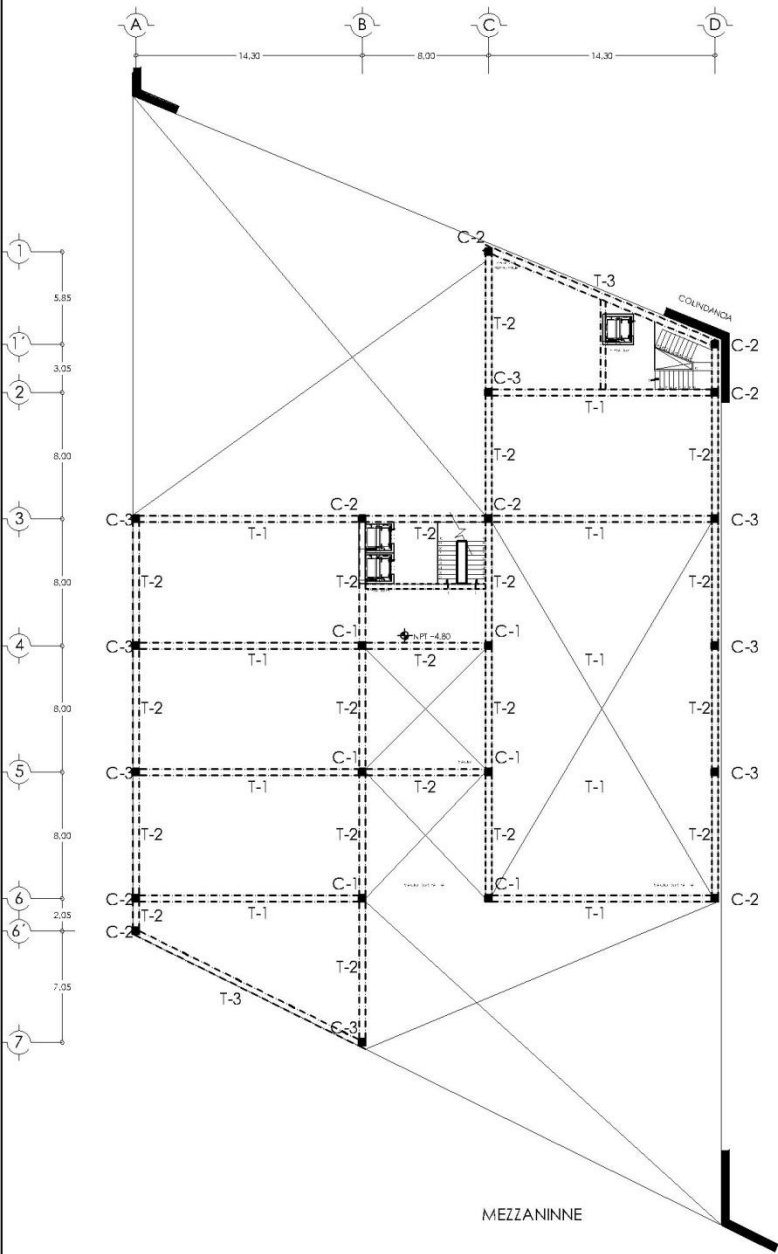 A B C D
14,30 8,00 14,30
C-2
1
T-3
COLINDANCIA
5,85
T-2
1' C-2
3,05
C-3
2 C-2
T-1
8,00 T-2 T-2
C-2 C-2
3 C-3 C-3
T-1 T-2 T-1
8,00 T-2 T-2 T-2
C-1 NPT -4,80 C-1
4 C-3 C-3
T-1 T-2 T-1
8,00 T-2 T-2 T-2 T-2
C-1 C-1
5 C-3 C-3
T-1 T-2 T-1
8,00 T-2 T-2 T-2 T-2
C-1 C-1
6 C-2 C-2
2,05 T-2 T-1 T-1
6' C-2
T-2
7,05 T-3
C-3
7
MEZZANINNE